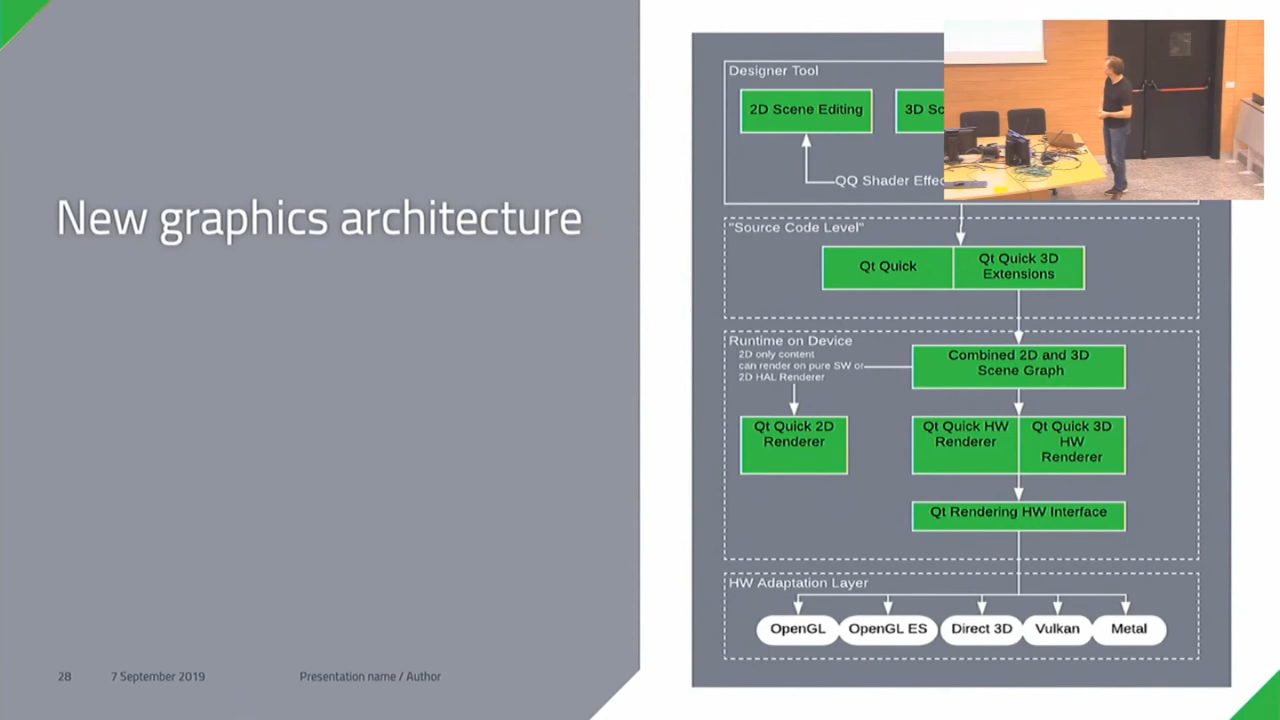 New graphics architecture
28 7 September 2019 Presentation name / Author
Designer Tool
2D Scene Editing
3D
QQ Shader
"Source Code Level"
Qt Quick
Qt Quick 3D
Extensions
Runtime on Device
2D only content
can render on pure SW or
2D HAL Renderer
Combined 2D and 3D
Scene Graph
Qt Quick 2D
Renderer
Qt Quick HW
Renderer
Qt Quick 3D
HW
Renderer
Qt Rendering HW Interface
HW Adaptation Layer
OpenGL
OpenGL ES
Direct 3D
Vulkan
Metal